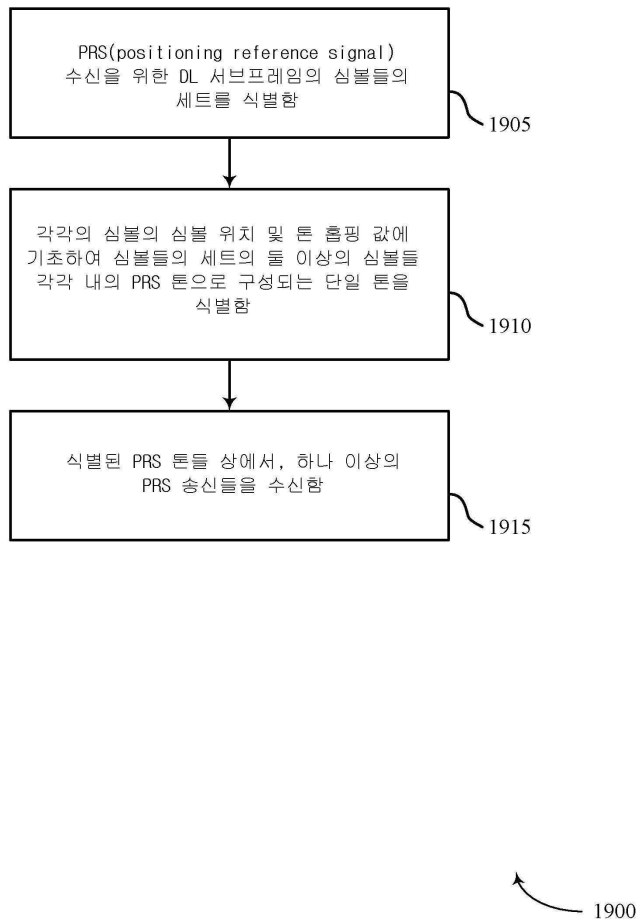 PRS(positioning reference signal)
수신을 위한 DL 서브프레임의 심볼들의
세트를 식별함
1905
각각의 심볼의 심볼 위치 및 톤 홉핑 값에
기초하여 심볼들의 세트의 둘 이상의 심볼들
각각 내의 PRS 톤으로 구성되는 단일 톤을
식별함
1910
식별된 PRS 톤들 상에서, 하나 이상의
PRS 송신들을 수신함
1915
1900